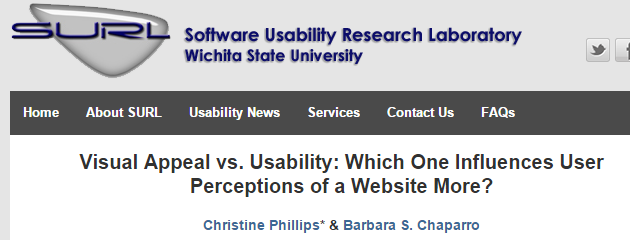 SURL
Software Usability Research Laboratory
Wichita State University
Home About SURL Usability News Services Contact Us FAQs
Visual Appeal vs. Usability: Which One Influences User
Perceptions of a Website More?
Christine Phillips* & Barbara S. Chaparro